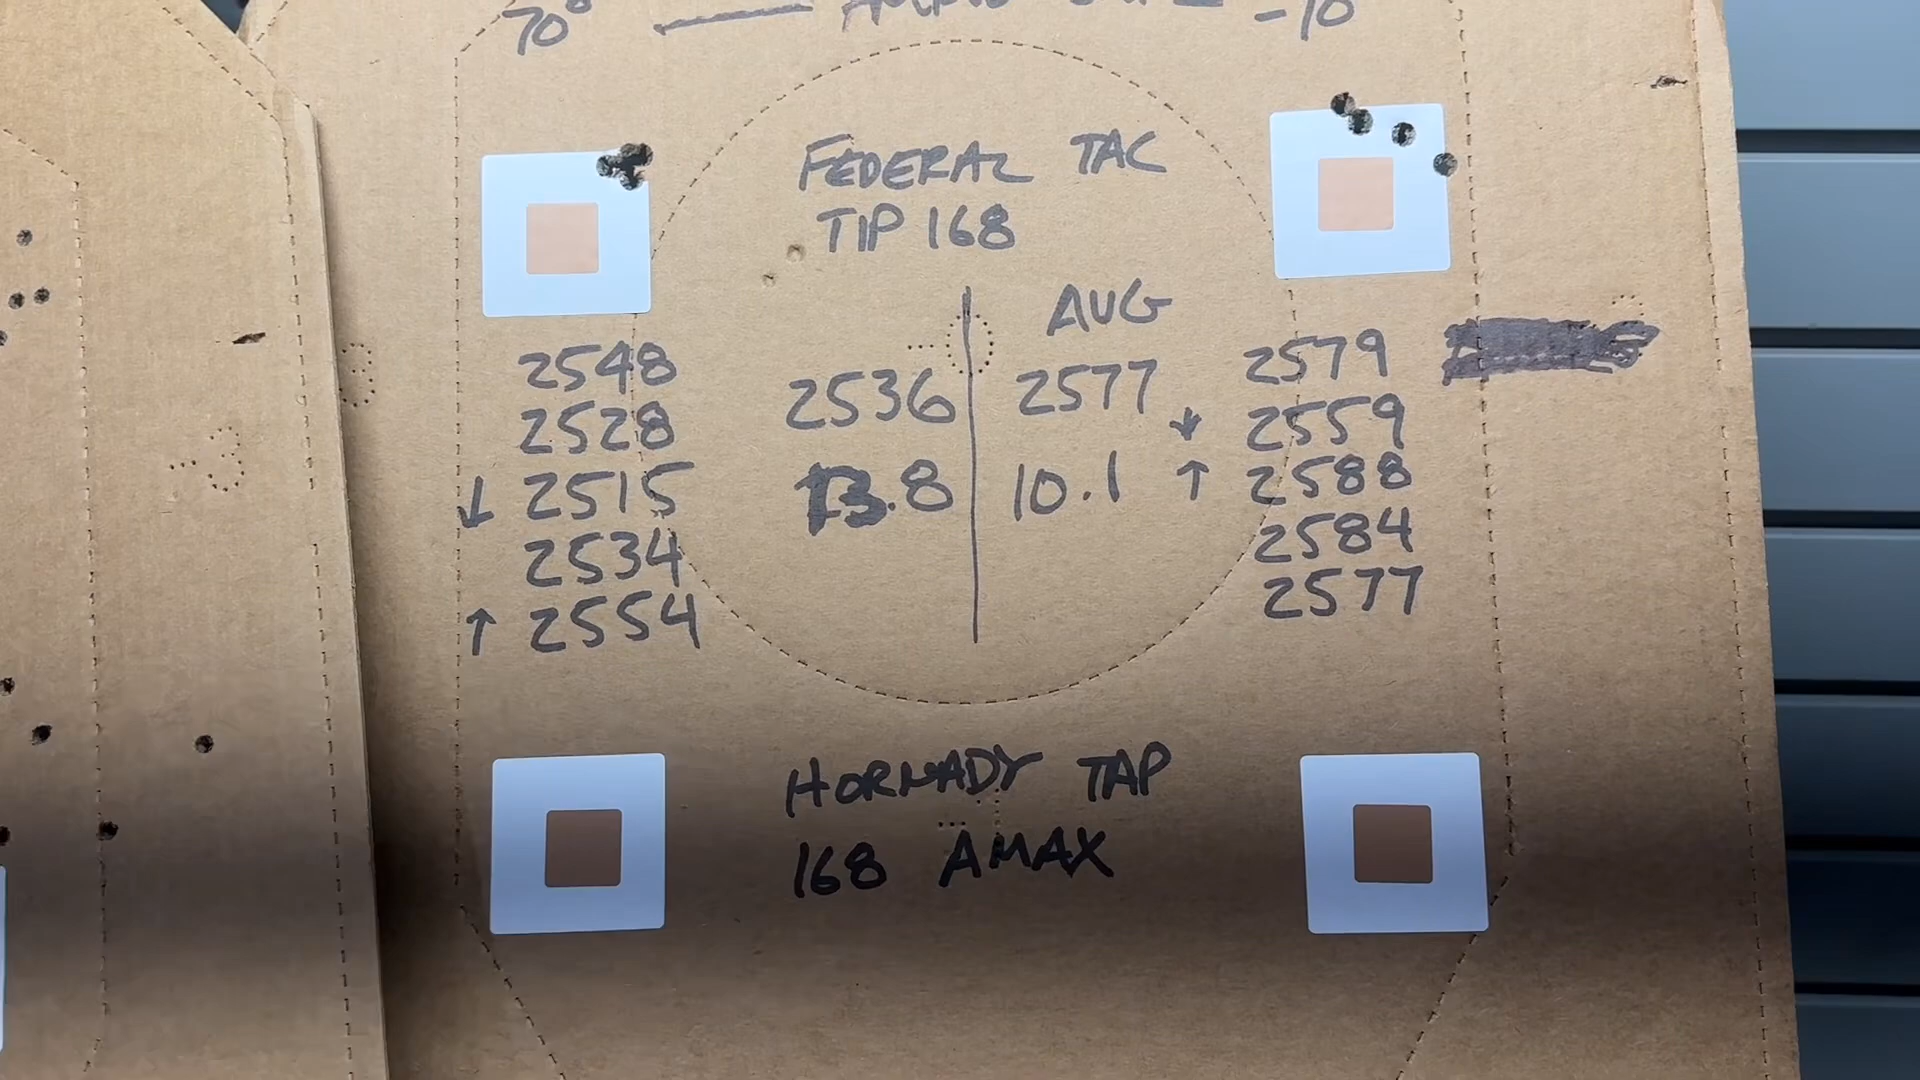 70°
-10
FEDERAL TAC
TIP 168
AVG
2548
2528
↓ 2515
2534
↑ 2554
2536 | 2577
13.8 | 10.1
2579
↓ 2559
↑ 2588
2584
2577
HORNADY TAP
168 AMAX